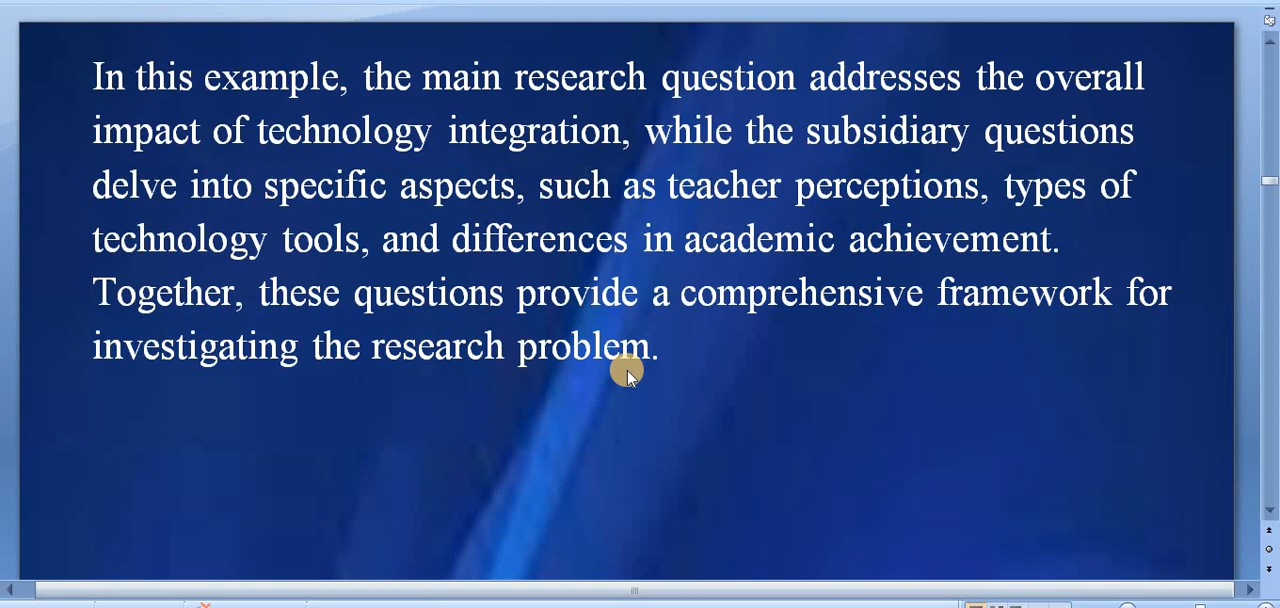 In this example, the main research question addresses the overall
impact of technology integration, while the subsidiary questions
delve into specific aspects, such as teacher perceptions, types of
technology tools, and differences in academic achievement.
Together, these questions provide a comprehensive framework for
investigating the research problem.